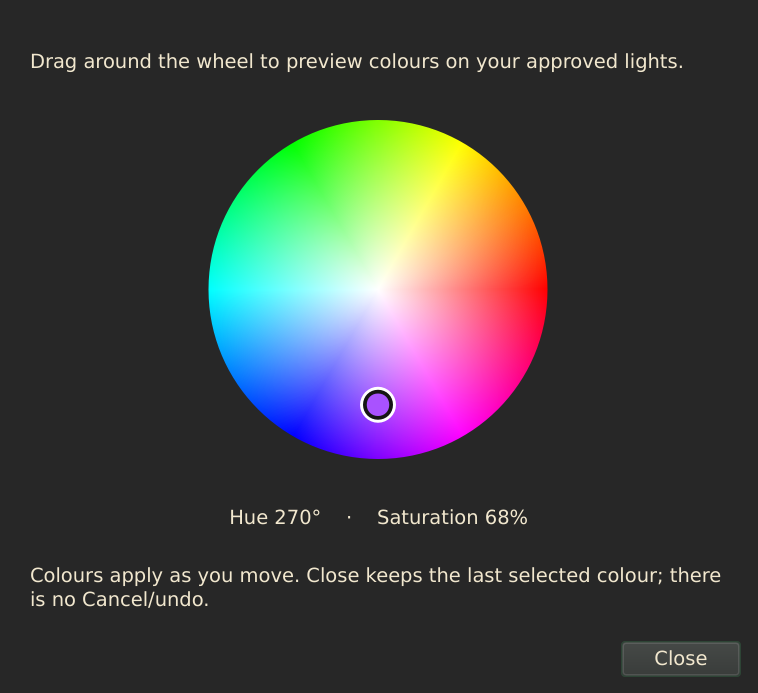 Drag around the wheel to preview colours on your approved lights.
Hue 270° · Saturation 68%
Colours apply as you move. Close keeps the last selected colour; there
is no Cancel/undo.
Close